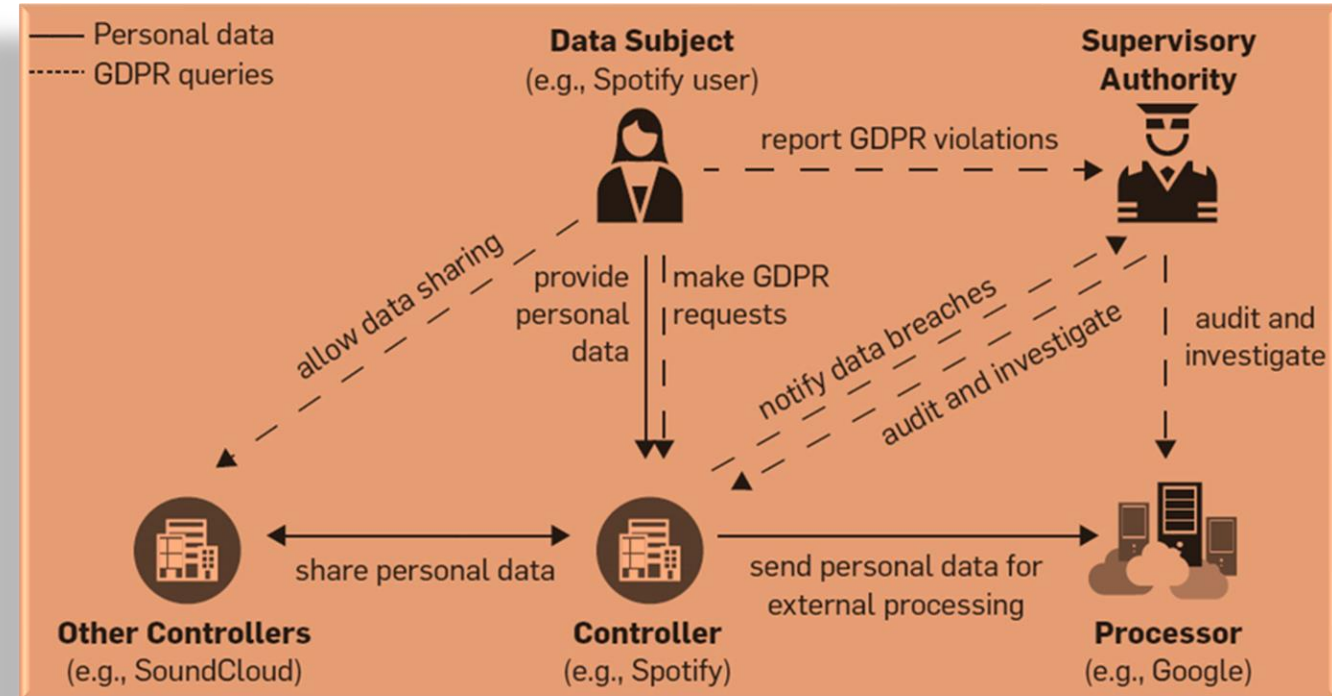 Personal data
GDPR queries
Data Subject
(e.g., Spotify user)
Supervisory
Authority
report GDPR violations
allow data sharing
provide
personal
data
make GDPR
requests
notify data breaches
audit and investigate
audit and
investigate
share personal data
send personal data for
external processing
Other Controllers
(e.g., SoundCloud)
Controller
(e.g., Spotify)
Processor
(e.g., Google)